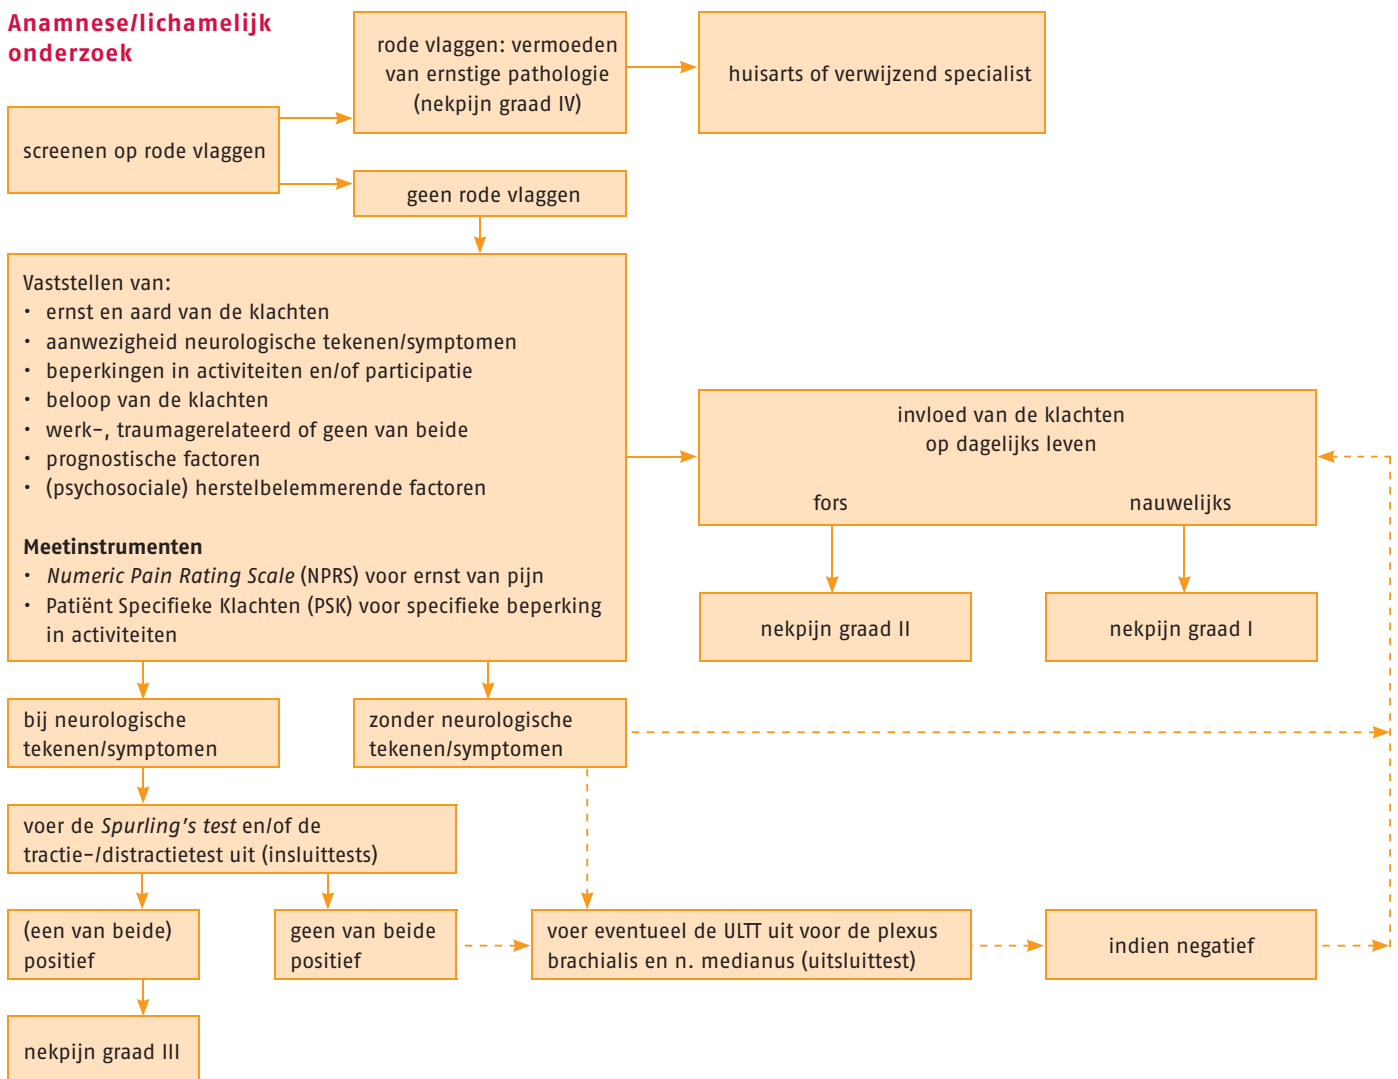 Anamnese/lichamelijk
onderzoek
rode vlaggen: vermoeden
van ernstige pathologie
(nekpijn graad IV)
huisarts of verwijzend specialist
screenen op rode vlaggen
geen rode vlaggen
Vaststellen van:
• ernst en aard van de klachten
• aanwezigheid neurologische tekenen/symptomen
• beperkingen in activiteiten en/of participatie
• beloop van de klachten
• werk-, traumagerelateerd of geen van beide
• prognostische factoren
• (psychosociale) herstelbelemmerende factoren
Meetinstrumenten
• Numeric Pain Rating Scale (NPRS) voor ernst van pijn
• Patiënt Specifieke Klachten (PSK) voor specifieke beperking
in activiteiten
invloed van de klachten
op dagelijks leven
fors
nauwelijks
nekpijn graad II
nekpijn graad I
bij neurologische
tekenen/symptomen
zonder neurologische
tekenen/symptomen
voer de Spurling's test en/of de
tractie-/distractietest uit (insluittests)
(een van beide)
positief
geen van beide
positief
voer eventueel de ULTT uit voor de plexus
brachialis en n. medianus (uitsluittest)
indien negatief
nekpijn graad III